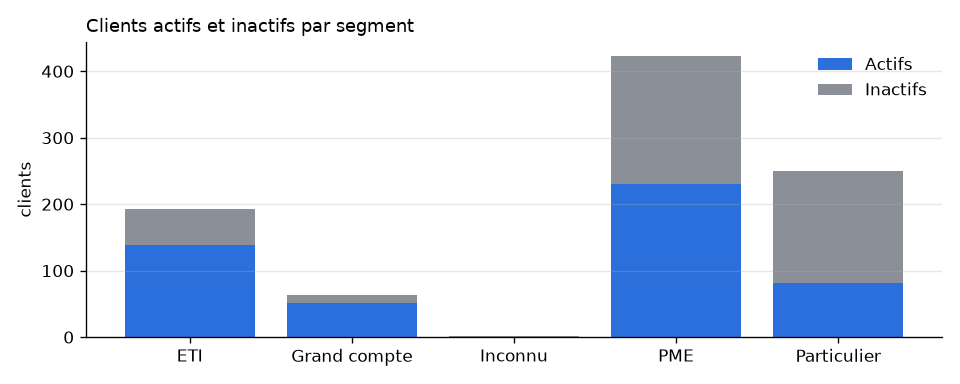 Clients actifs et inactifs par segment
Actifs
Inactifs
400
300
200
100
0
clients
ETI
Grand compte
Inconnu
PME
Particulier